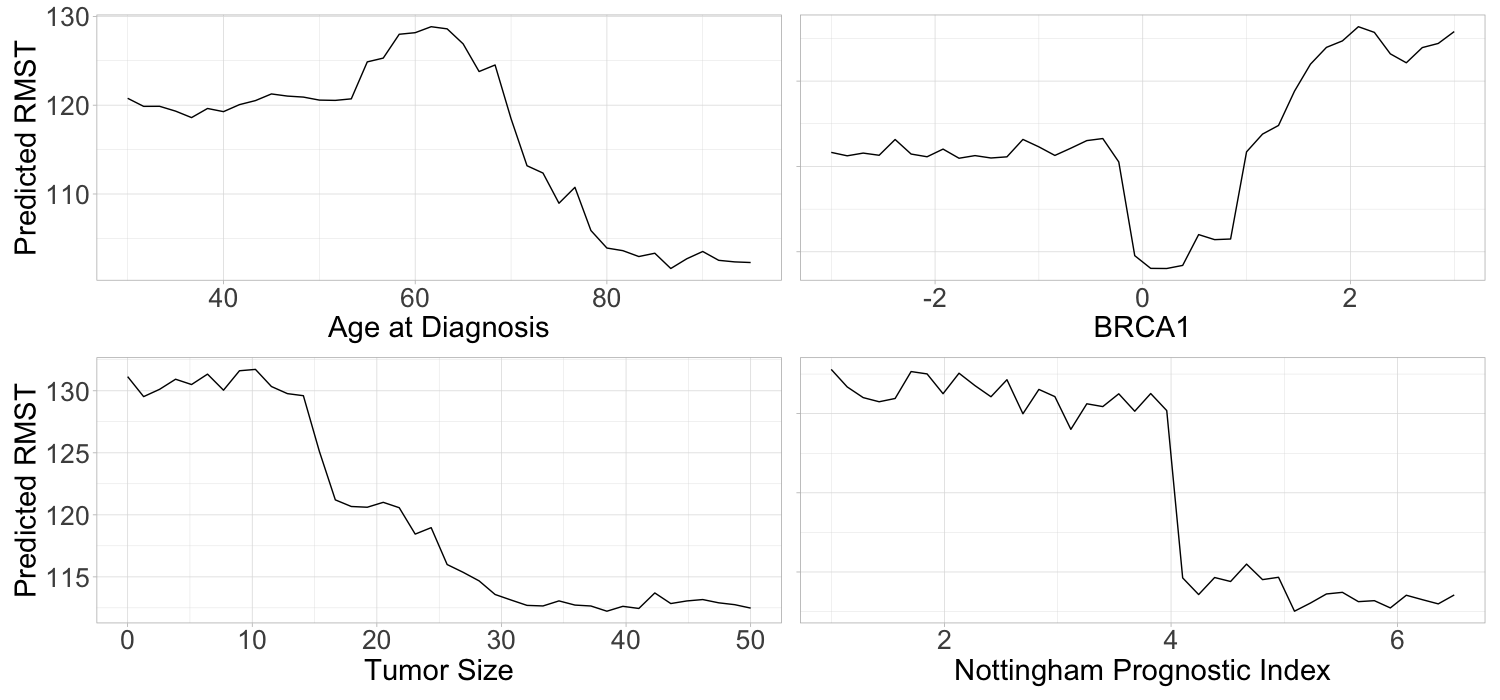 Predicted RMST
130
120
110
40 60 80
Age at Diagnosis
-2 0 2
BRCA1
Predicted RMST
130
125
120
115
0 10 20 30 40 50
Tumor Size
2 4 6
Nottingham Prognostic Index